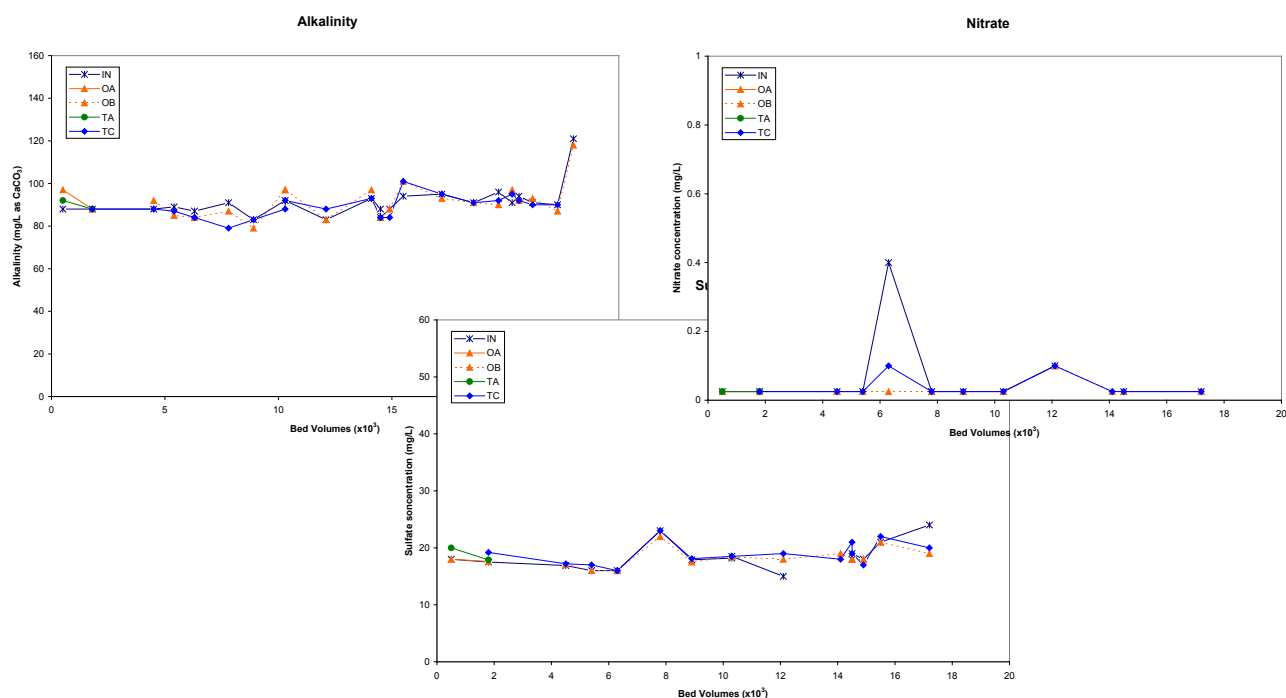 Alkalinity
160
140
120
100
80
60
40
20
0
Alkalinity (mg/L as CaCO₃)
IN
OA
OB
TA
TC
0 5 10 15
Bed Volumes (x10³)
Nitrate
1
0.8
0.6
0.4
0.2
0
Nitrate concentration (mg/L)
IN
OA
OB
TA
TC
0 2 4 6 8 10 12 14 16 18 20
Bed Volumes (x10³)
60
50
40
30
20
10
0
Sulfate soncentration (mg/L)
IN
OA
OB
TA
TC
0 2 4 6 8 10 12 14 16 18 20
Bed Volumes (x10³)